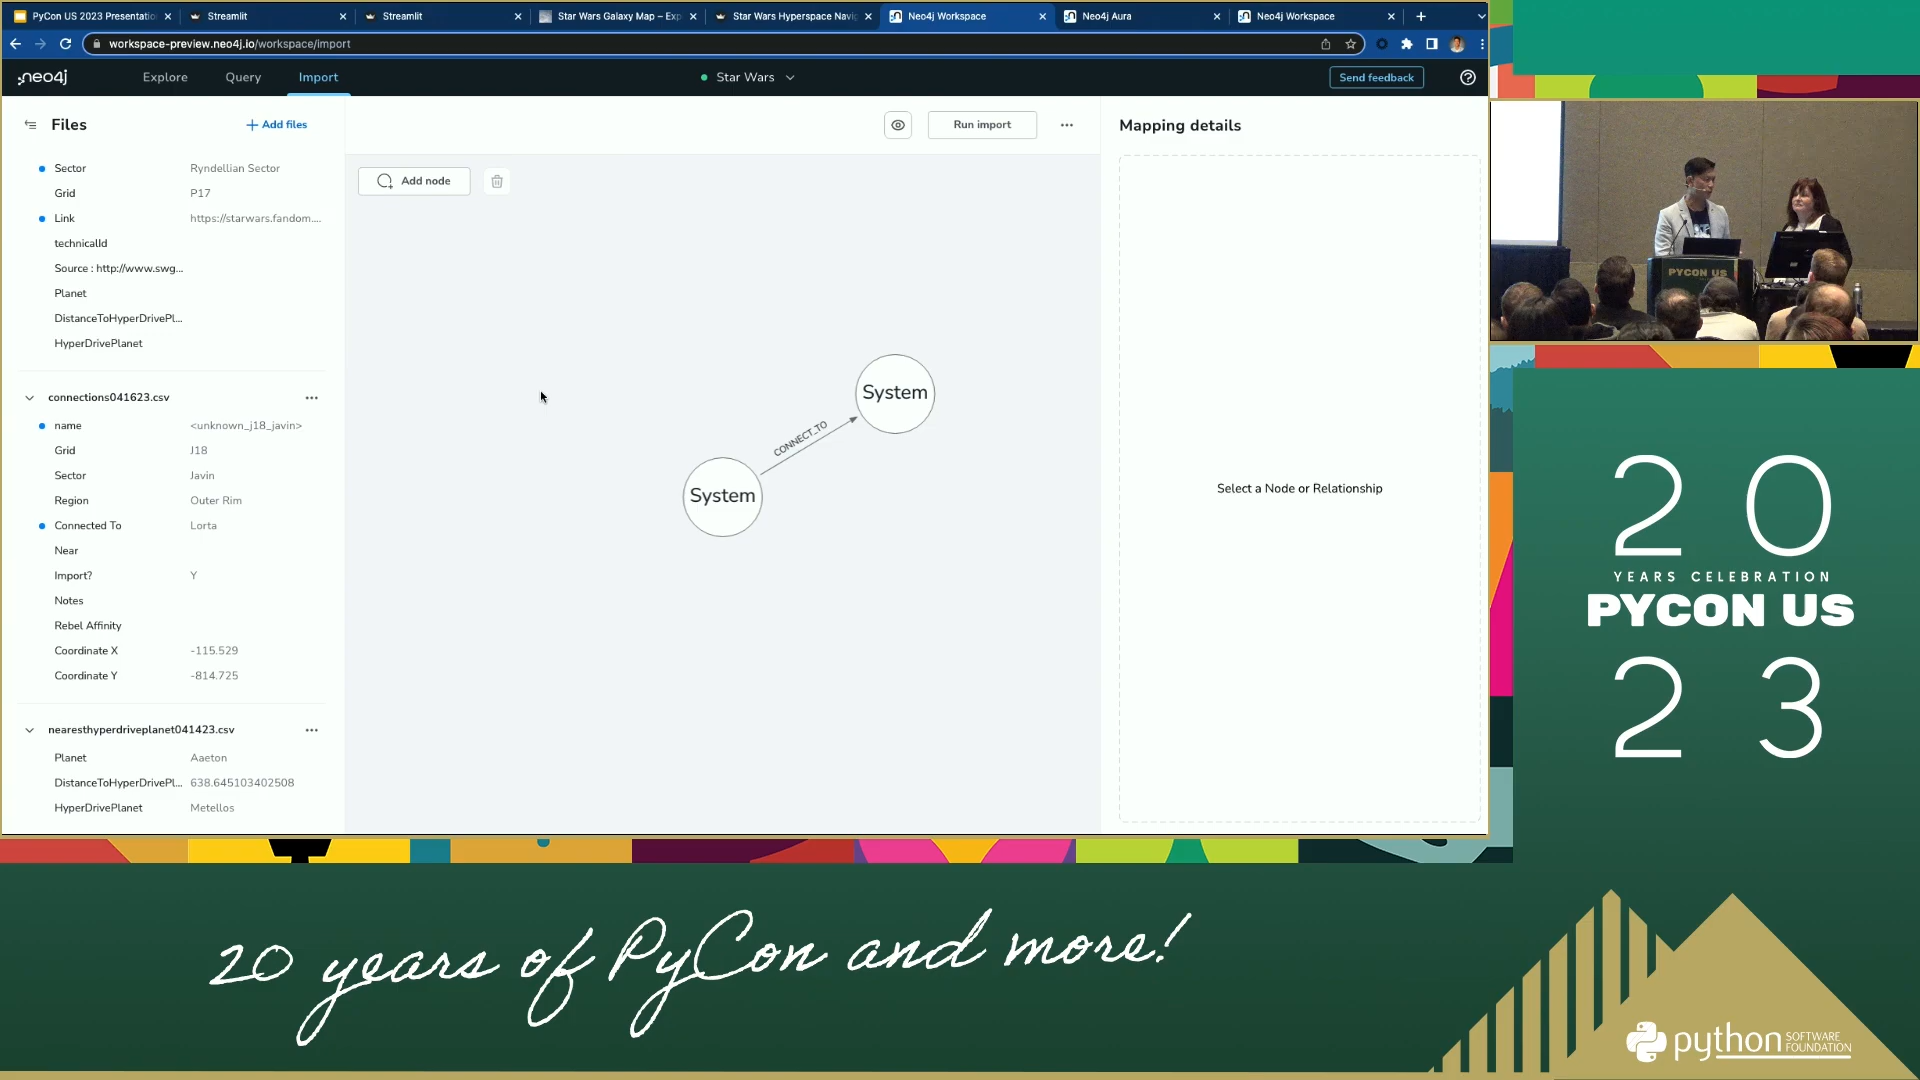 PyCon US 2023 Presentatio
Streamlit
Streamlit
Star Wars Galaxy Map – Exp
Star Wars Hyperspace Navig
Neo4j Workspace
Neo4j Aura
Neo4j Workspace
workspace-preview.neo4j.io/workspace/import
neo4j
Explore
Query
Import
Star Wars
Send feedback
Files
Add files
Run import
Mapping details
Add node
Sector Ryndellian Sector
Grid P17
Link https://starwars.fandom....
technicalId
Source : http://www.swg...
Planet
DistanceToHyperDrivePl...
HyperDrivePlanet
connections041623.csv
name <unknown_j18_javin>
Grid J18
Sector Javin
Region Outer Rim
Connected To Lorta
Near
Import? Y
Notes
Rebel Affinity
Coordinate X -115.529
Coordinate Y -814.725
nearesthyperdriveplanet041423.csv
Planet Aaeton
DistanceToHyperDrivePl... 638.645103402508
HyperDrivePlanet Metellos
System
CONNECT_TO
System
Select a Node or Relationship
PYCON US
20
YEARS CELEBRATION
PYCON US
23
20 years of PyCon and more!
python
SOFTWARE
FOUNDATION